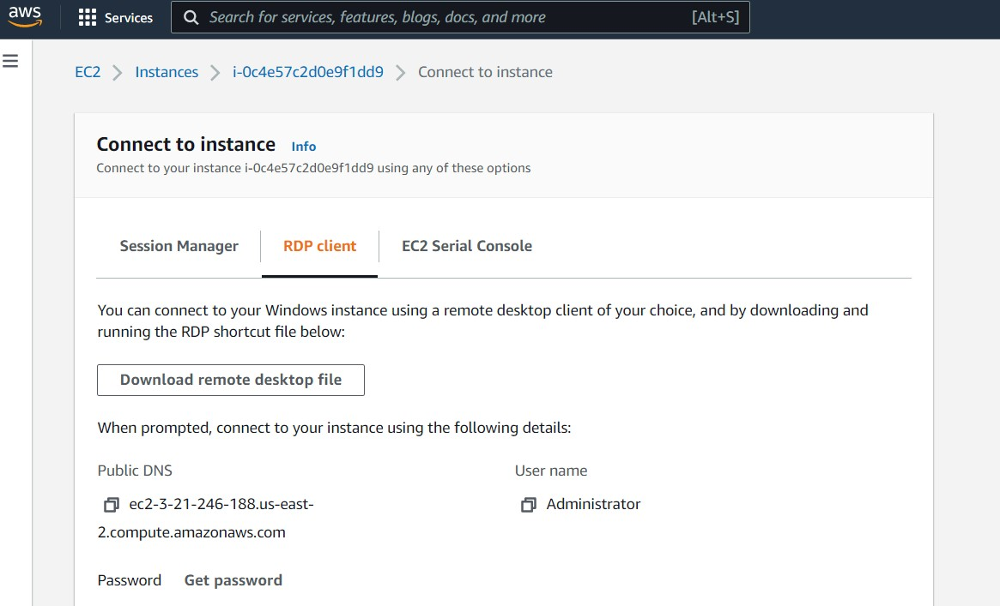 aws
Services
Search for services, features, blogs, docs, and more [Alt+S]
EC2 Instances i-0c4e57c2d0e9f1dd9 Connect to instance
Connect to instance Info
Connect to your instance i-0c4e57c2d0e9f1dd9 using any of these options
Session Manager RDP client EC2 Serial Console
You can connect to your Windows instance using a remote desktop client of your choice, and by downloading and
running the RDP shortcut file below:
Download remote desktop file
When prompted, connect to your instance using the following details:
Public DNS User name
ec2-3-21-246-188.us-east- Administrator
2.compute.amazonaws.com
Password Get password